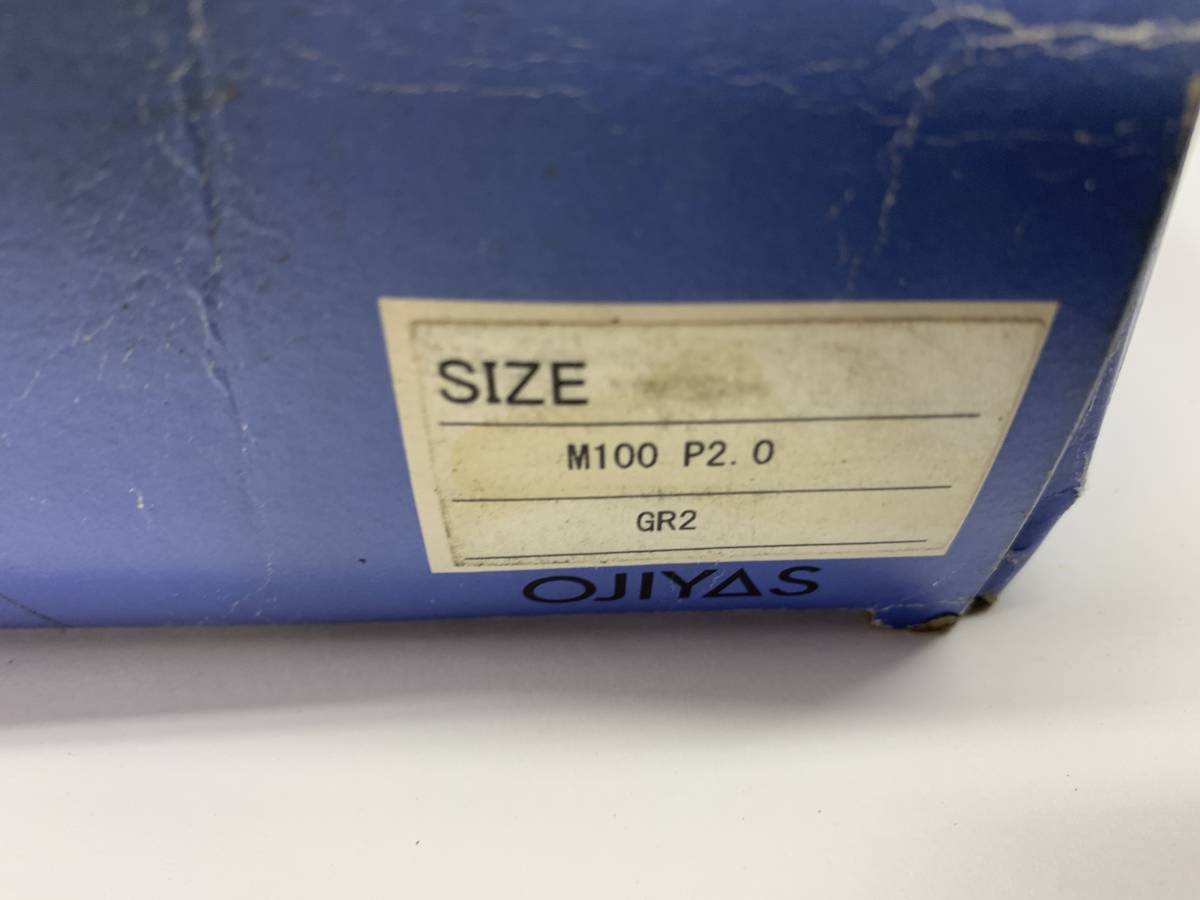 SIZE
M100 P2.0
GR2
OJIYAS